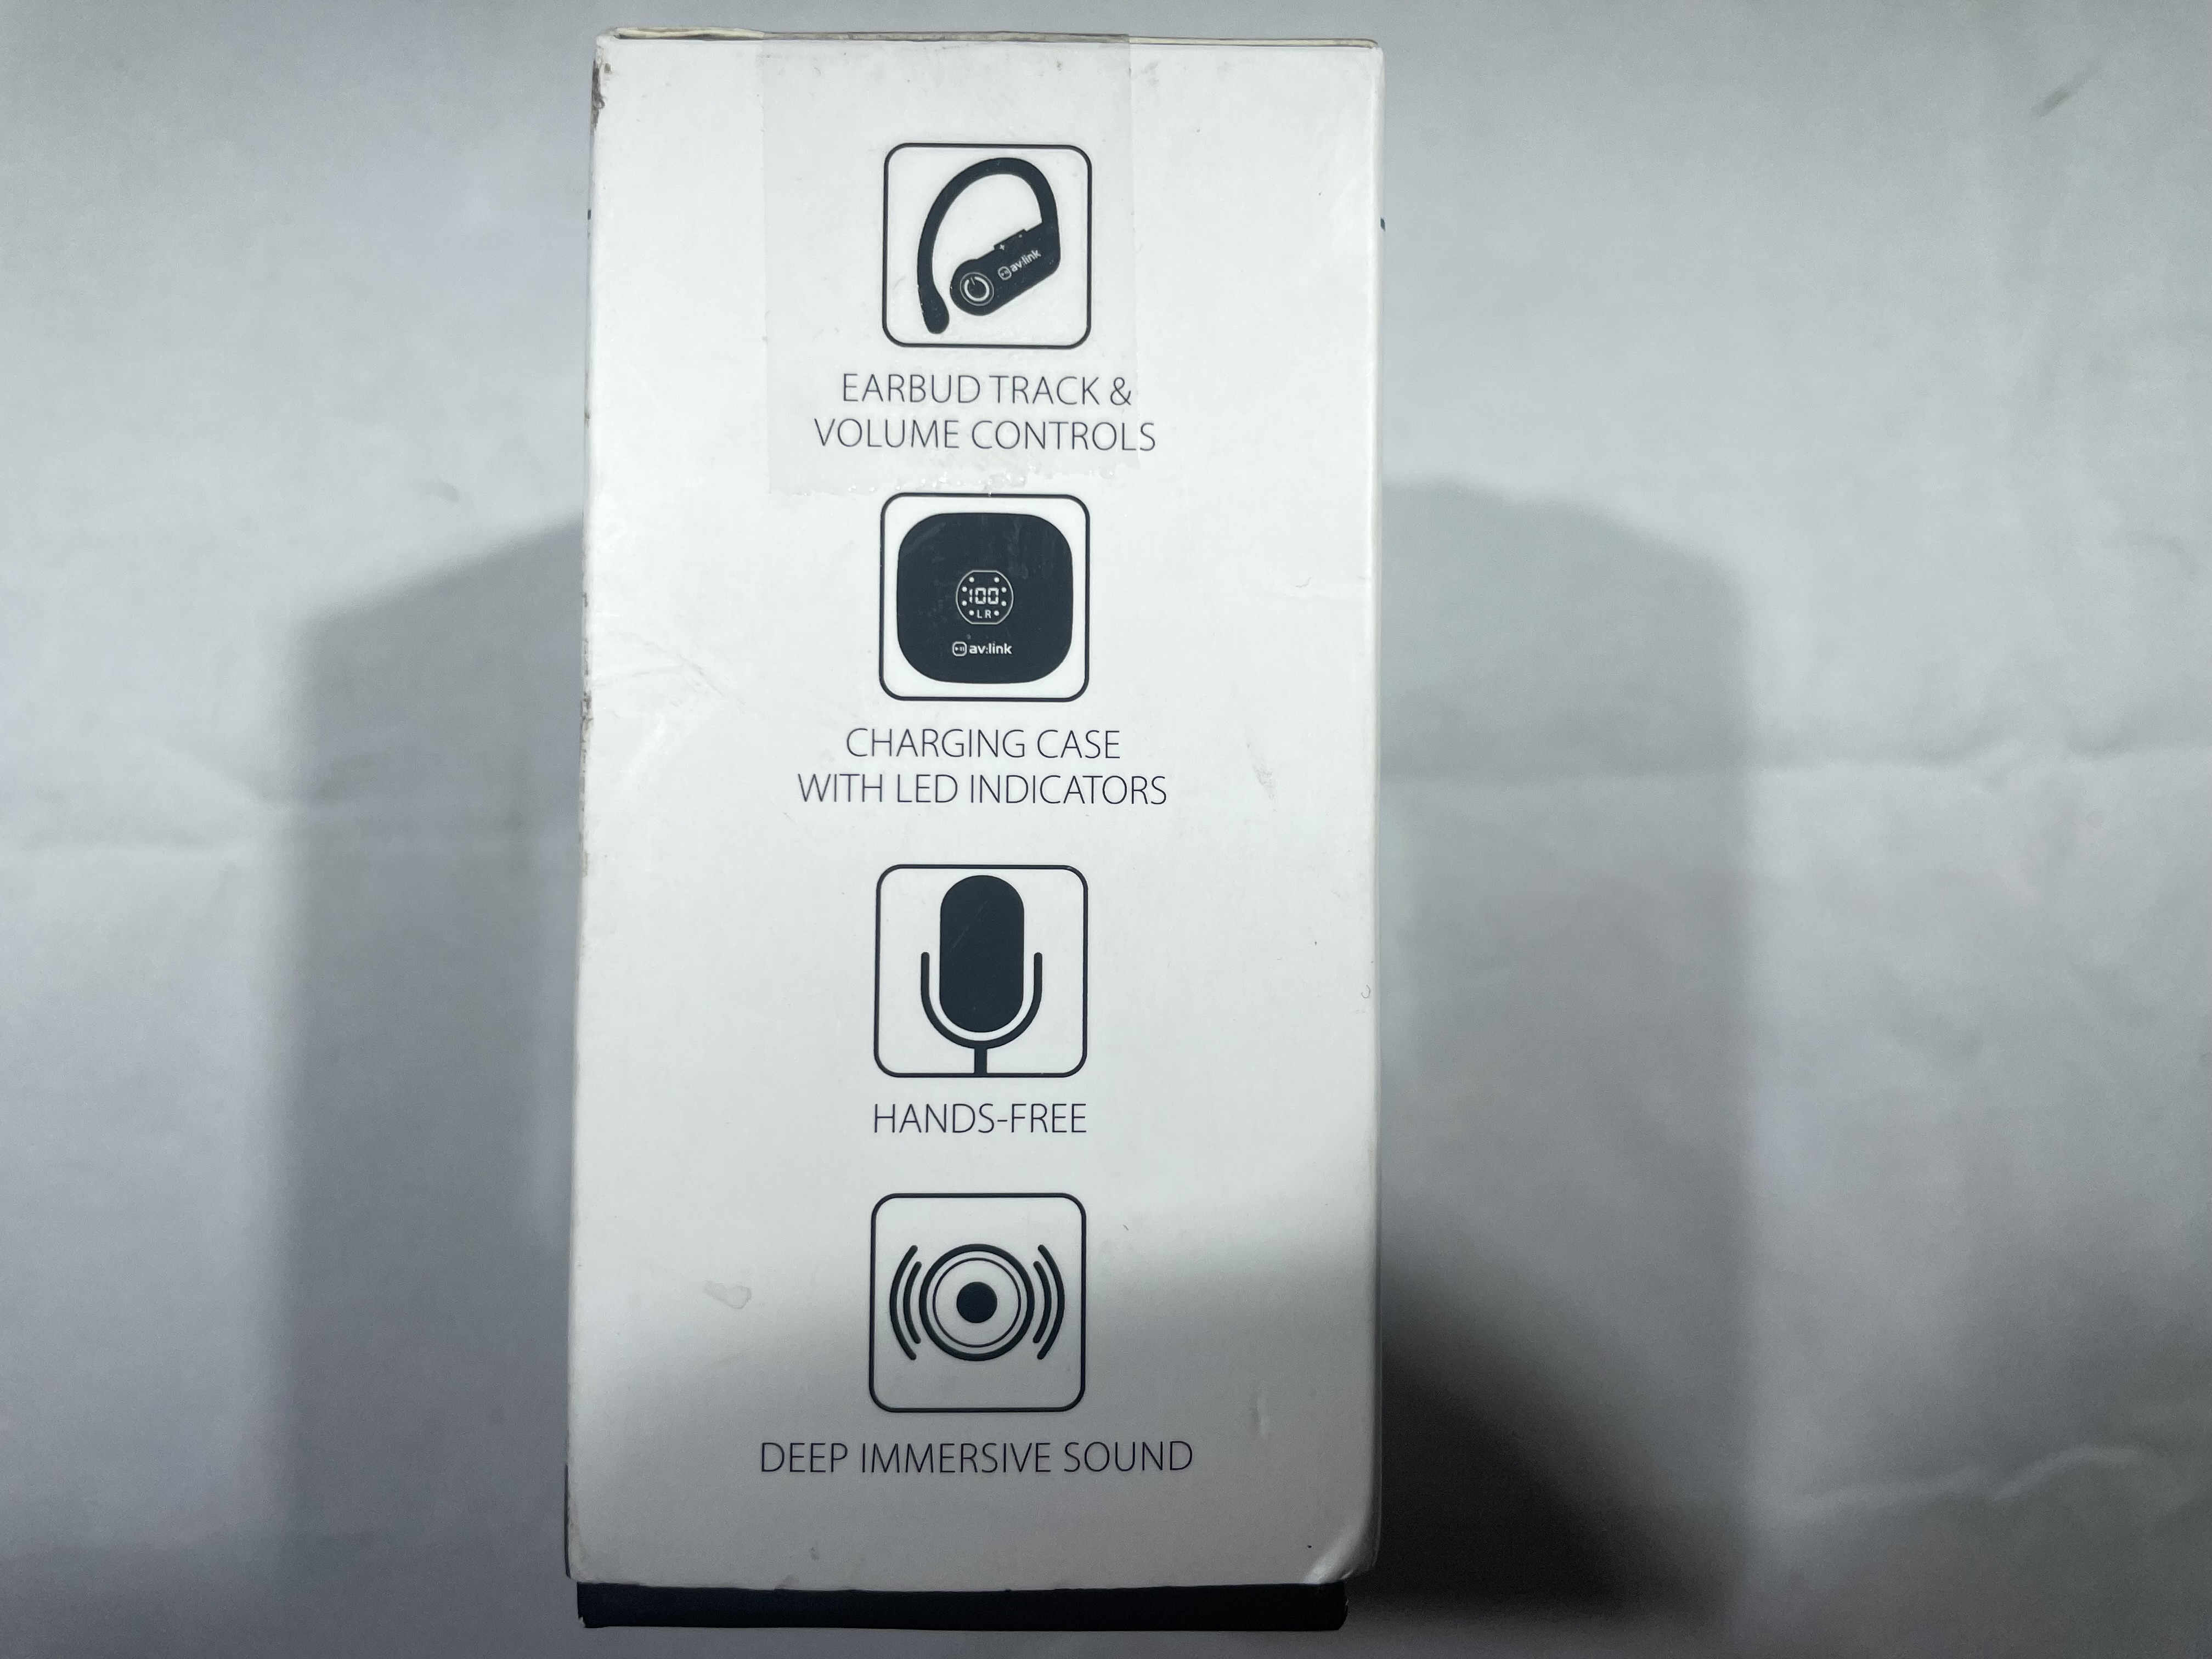 av:link
EARBUD TRACK &
VOLUME CONTROLS
100
L R
av:link
CHARGING CASE
WITH LED INDICATORS
HANDS-FREE
DEEP IMMERSIVE SOUND